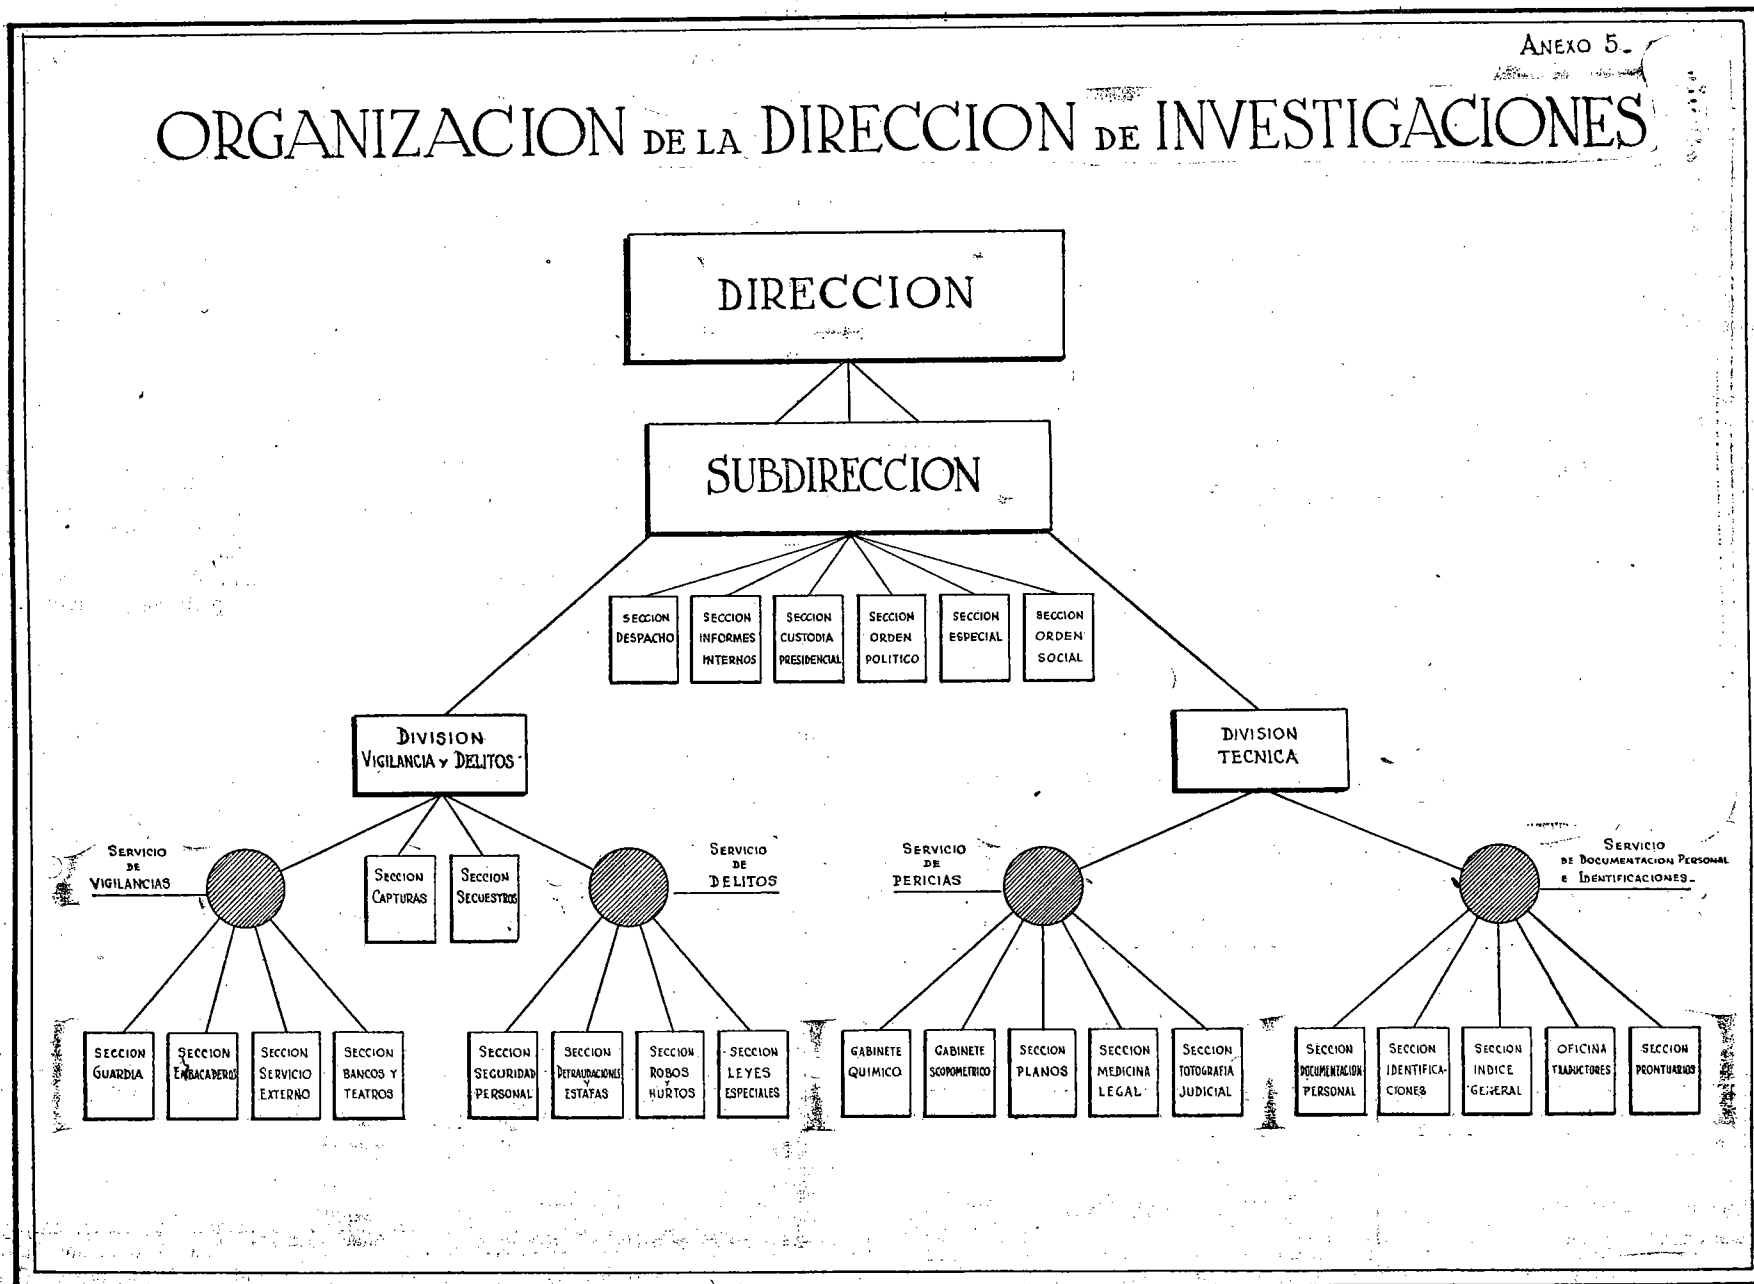 ANEXO 5-
ORGANIZACION DE LA DIRECCION DE INVESTIGACIONES
DIRECCION
SUBDIRECCION
SECCION
DESPACHO
SECCION
INFORMES
INTERNOS
SECCION
CUSTODIA
PRESIDENCIAL
SECCION
ORDEN
POLITICO
SECCION
ESPECIAL
SECCION
ORDEN
SOCIAL
DIVISION
VIGILANCIA Y DELITOS
DIVISION
TECNICA
SERVICIO
DE
VIGILANCIAS
SECCION
CAPTURAS
SECCION
SECUESTROS
SERVICIO
DE
DELITOS
SERVICIO
DE
PERICIAS
SERVICIO
DE DOCUMENTACION PERSONAL
E IDENTIFICACIONES-
SECCION
GUARDIA
SECCION
EMBACADEROS
SECCION
SERVICIO
EXTERNO
SECCION
BANCOS Y
TEATROS
SECCION
SEGURIDAD
PERSONAL
SECCION
DEFRAUDACIONES
Y
ESTAFAS
SECCION
ROBOS
Y
HURTOS
SECCION
LEYES
ESPECIALES
GABINETE
QUIMICO
GABINETE
SCOPOMETRICO
SECCION
PLANOS
SECCION
MEDICINA
LEGAL
SECCION
FOTOGRAFIA
JUDICIAL
SECCION
DOCUMENTACION
PERSONAL
SECCION
IDENTIFICA-
CIONES
SECCION
INDICE
GENERAL
OFICINA
TRADUCTORES
SECCION
PRONTUARIOS